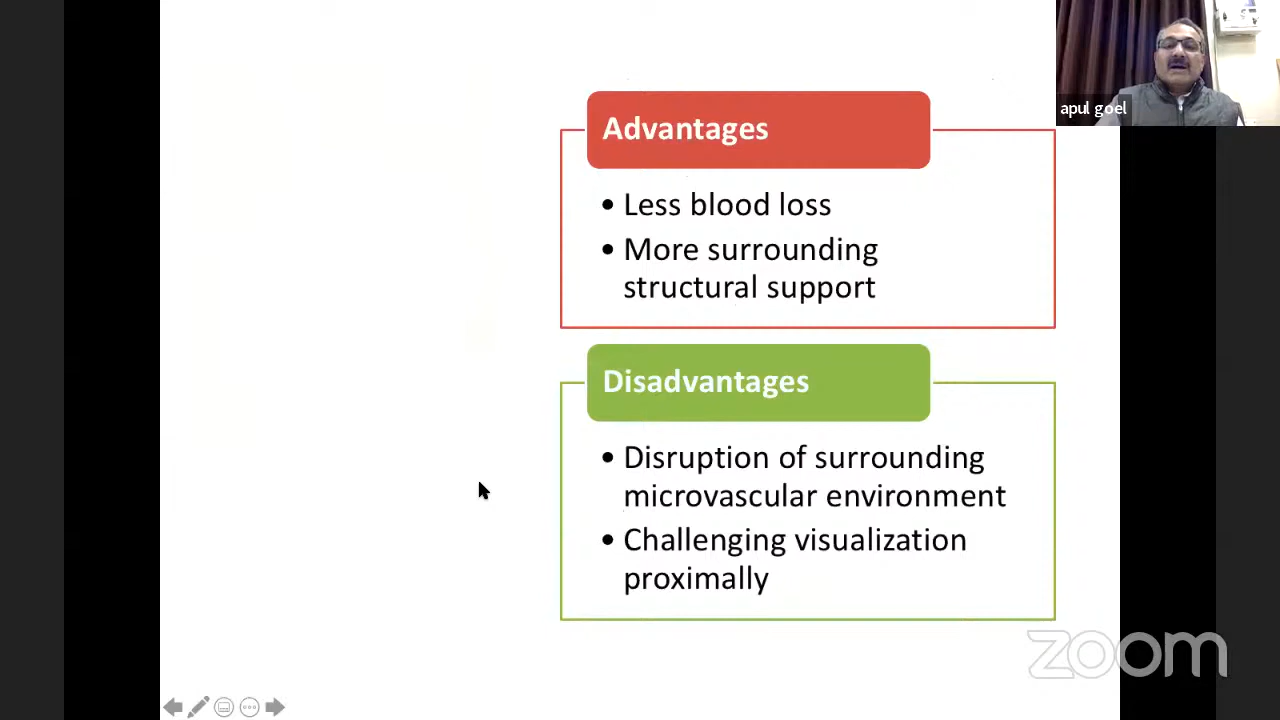 apul goel
Advantages
• Less blood loss
• More surrounding
structural support
Disadvantages
• Disruption of surrounding
microvascular environment
• Challenging visualization
proximally
zoom